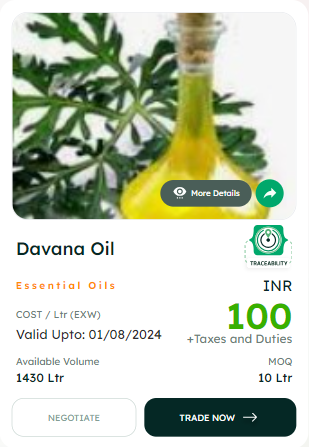 More Details
Davana Oil
TRACEABILITY
Essential Oils
INR
COST / Ltr (EXW)
100
Valid Upto: 01/08/2024
+Taxes and Duties
Available Volume
MOQ
1430 Ltr
10 Ltr
NEGOTIATE
TRADE NOW